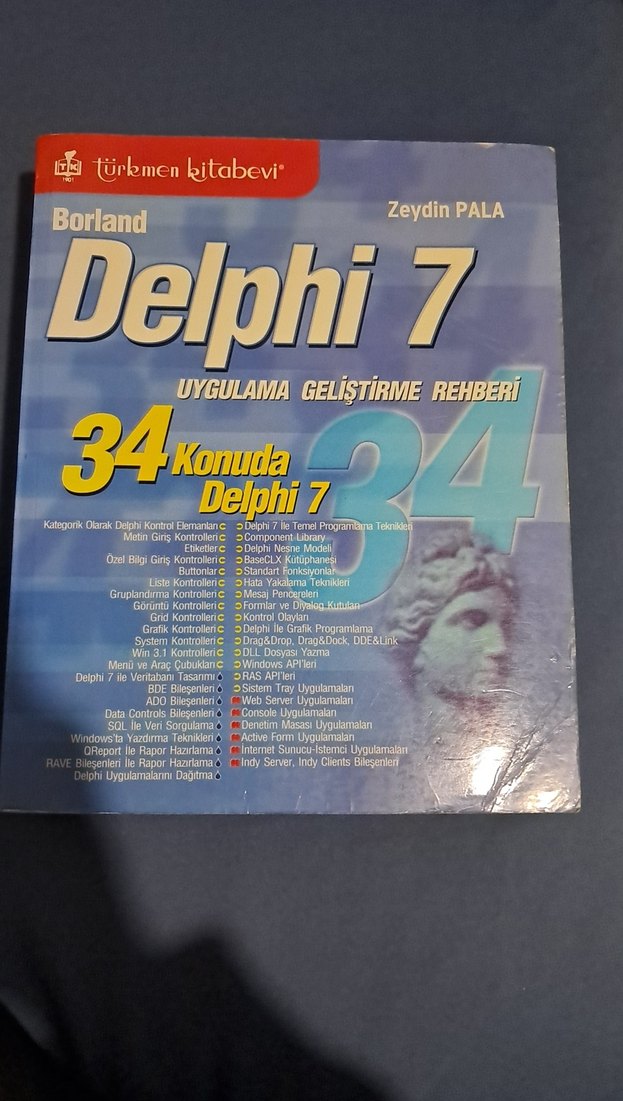 TK
1901
türkmen kitabevi®
Zeydin PALA
Borland
Delphi 7
UYGULAMA GELİŞTİRME REHBERİ
34
34 Konuda
Delphi 7
Kategorik Olarak Delphi Kontrol Elemanları
Metin Giriş Kontrolleri
Etiketler
Özel Bilgi Giriş Kontrolleri
Buttonlar
Liste Kontrolleri
Gruplandırma Kontrolleri
Görüntü Kontrolleri
Grid Kontrolleri
Grafik Kontrolleri
System Kontrolleri
Win 3.1 Kontrolleri
Menü ve Araç Çubukları
Delphi 7 ile Veritabanı Tasarımı
BDE Bileşenleri
ADO Bileşenleri
Data Controls Bileşenleri
SQL İle Veri Sorgulama
Windows'ta Yazdırma Teknikleri
QReport İle Rapor Hazırlama
RAVE Bileşenleri İle Rapor Hazırlama
Delphi Uygulamalarını Dağıtma
Delphi 7 İle Temel Programlama Teknikleri
Component Library
Delphi Nesne Modeli
BaseCLX Kütüphanesi
Standart Fonksiyonlar
Hata Yakalama Teknikleri
Mesaj Pencereleri
Formlar ve Diyalog Kutuları
Kontrol Olayları
Delphi İle Grafik Programlama
Drag&Drop, Drag&Dock, DDE&Link
DLL Dosyası Yazma
Windows API'leri
RAS API'leri
Sistem Tray Uygulamaları
Web Server Uygulamaları
Console Uygulamaları
Denetim Masası Uygulamaları
Active Form Uygulamaları
İnternet Sunucu-İstemci Uygulamaları
Indy Server, Indy Clients Bileşenleri